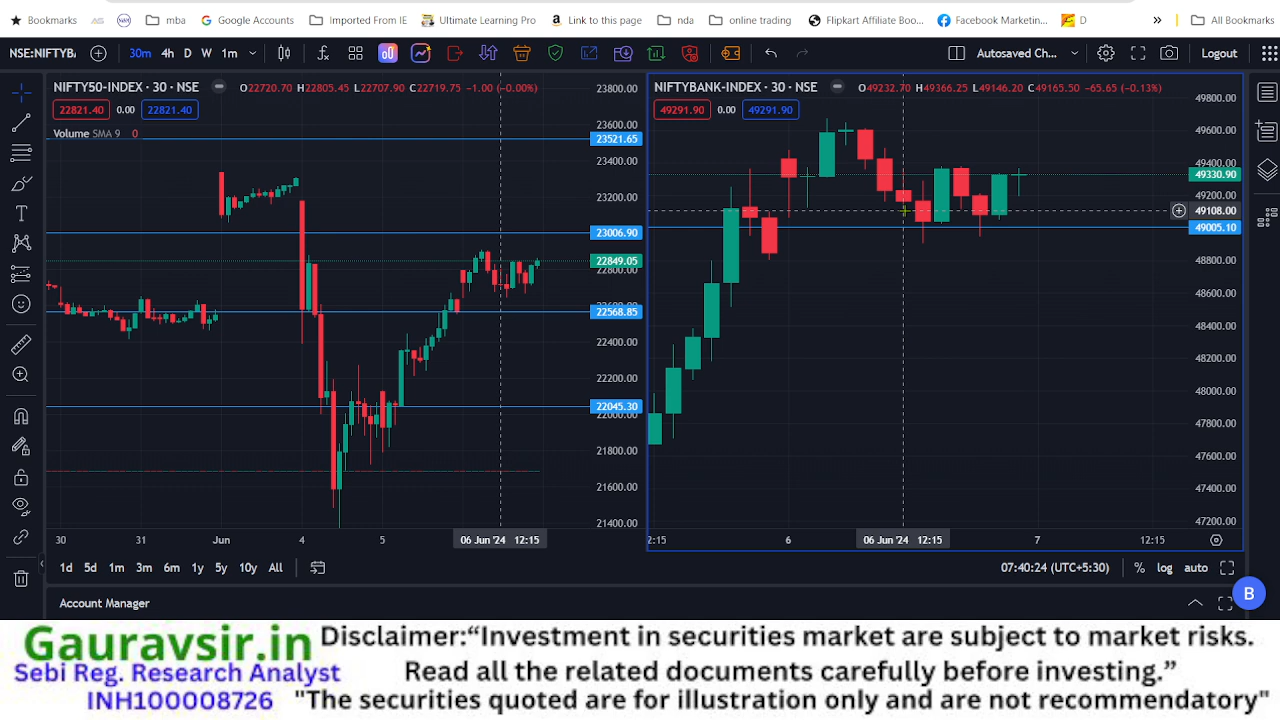 Bookmarks
mba
Google Accounts
Imported From IE
Ultimate Learning Pro
Link to this page
nda
online trading
Flipkart Affiliate Boo...
Facebook Marketin...
D
»
All Bookmarks
NSE:NIFTYB
30m 4h D W 1m
Autosaved Ch...
Logout
NIFTY50-INDEX · 30 · NSE
O22720.70 H22805.45 L22707.90 C22719.75 -1.00 (-0.00%)
22821.40 0.00 22821.40
Volume SMA 9 0
23800.00
23600.00
23521.65
23400.00
23200.00
23006.90
22849.05
22800.00
22568.85
22400.00
22200.00
22045.30
22000.00
21800.00
21600.00
21400.00
30 31 Jun 4 5 06 Jun '24 12:15
NIFTYBANK-INDEX · 30 · NSE
O49232.70 H49366.25 L49146.20 C49165.50 -65.65 (-0.13%)
49291.90 0.00 49291.90
49800.00
49600.00
49400.00
49330.90
49200.00
49108.00
49005.10
48800.00
48600.00
48400.00
48200.00
48000.00
47800.00
47600.00
47400.00
47200.00
2:15 6 06 Jun '24 12:15 7 12:15
1d 5d 1m 3m 6m 1y 5y 10y All
07:40:24 (UTC+5:30) % log auto
Account Manager
B
Gauravsir.in
Sebi Reg. Research Analyst
INH100008726
Disclaimer:“Investment in securities market are subject to market risks.
Read all the related documents carefully before investing.”
"The securities quoted are for illustration only and are not recommendatory"